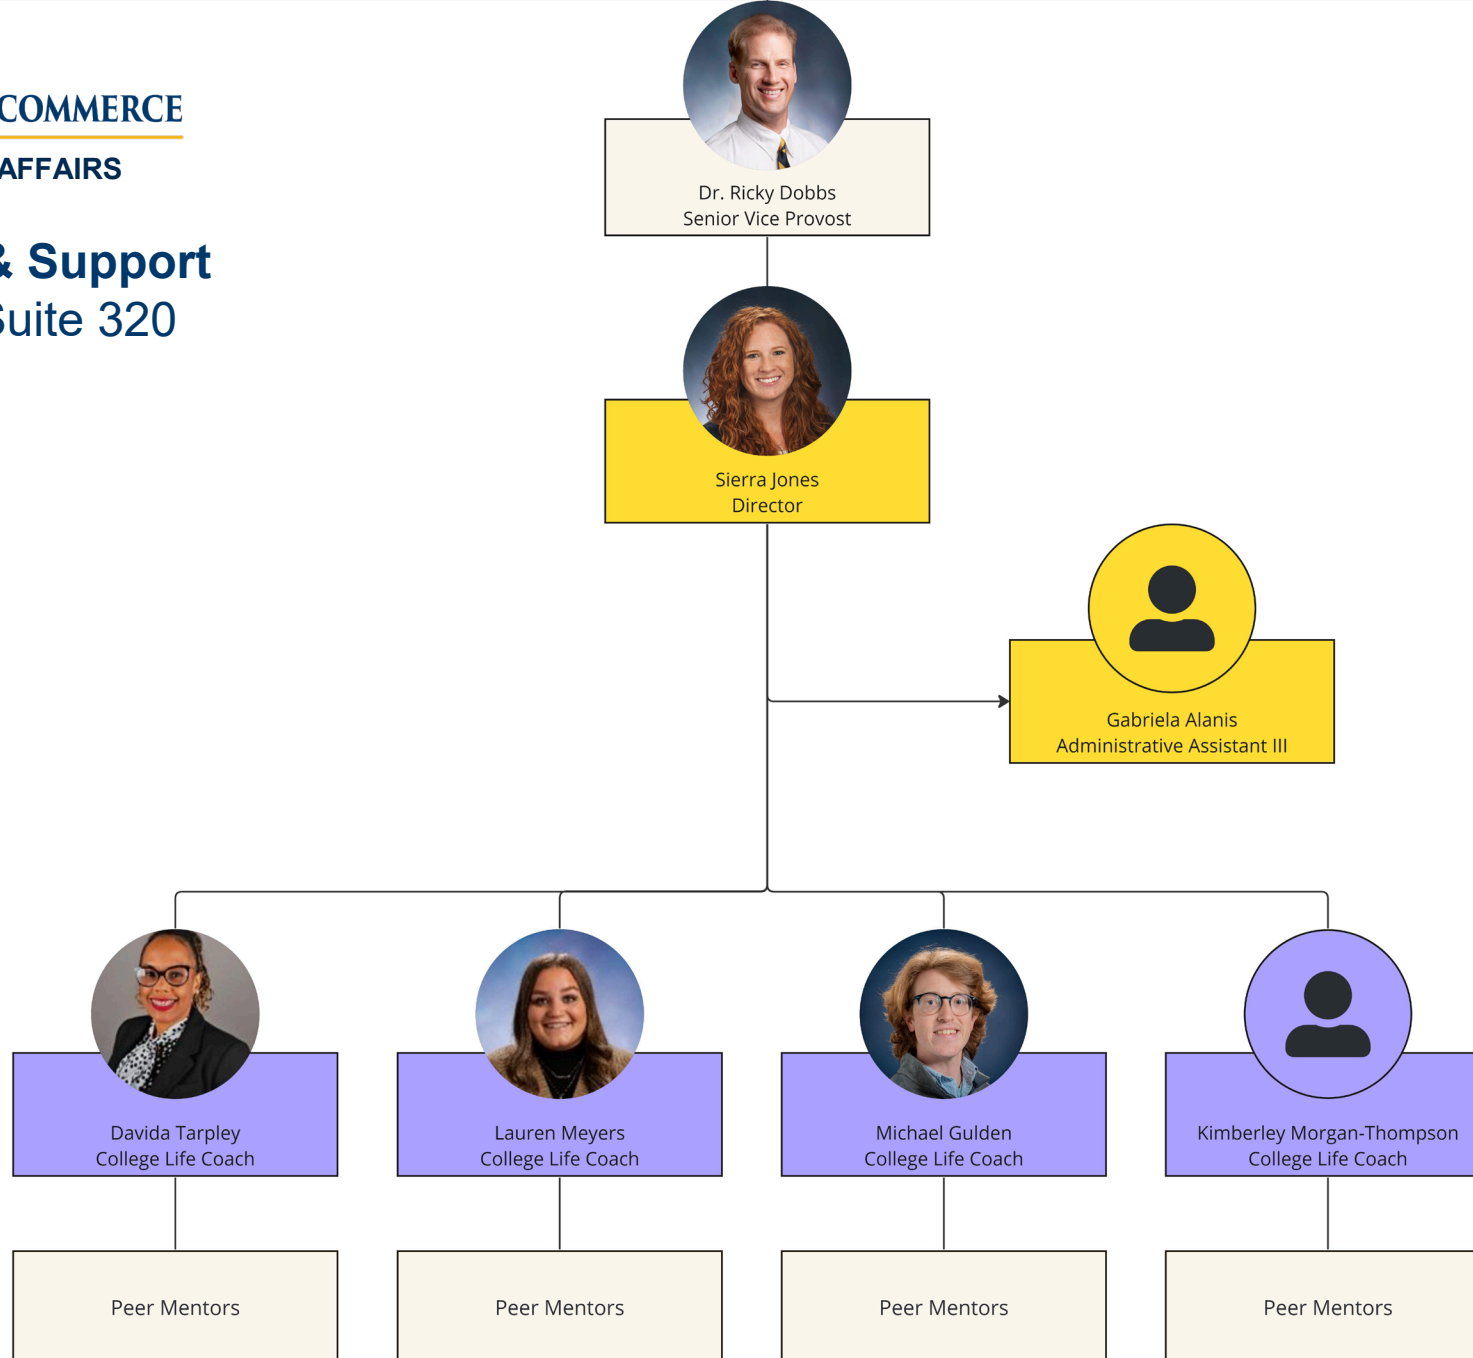 COMMERCE
AFFAIRS
& Support
Suite 320
Dr. Ricky Dobbs
Senior Vice Provost
Sierra Jones
Director
Gabriela Alanis
Administrative Assistant III
Davida Tarpley
College Life Coach
Lauren Meyers
College Life Coach
Michael Gulden
College Life Coach
Kimberley Morgan-Thompson
College Life Coach
Peer Mentors
Peer Mentors
Peer Mentors
Peer Mentors